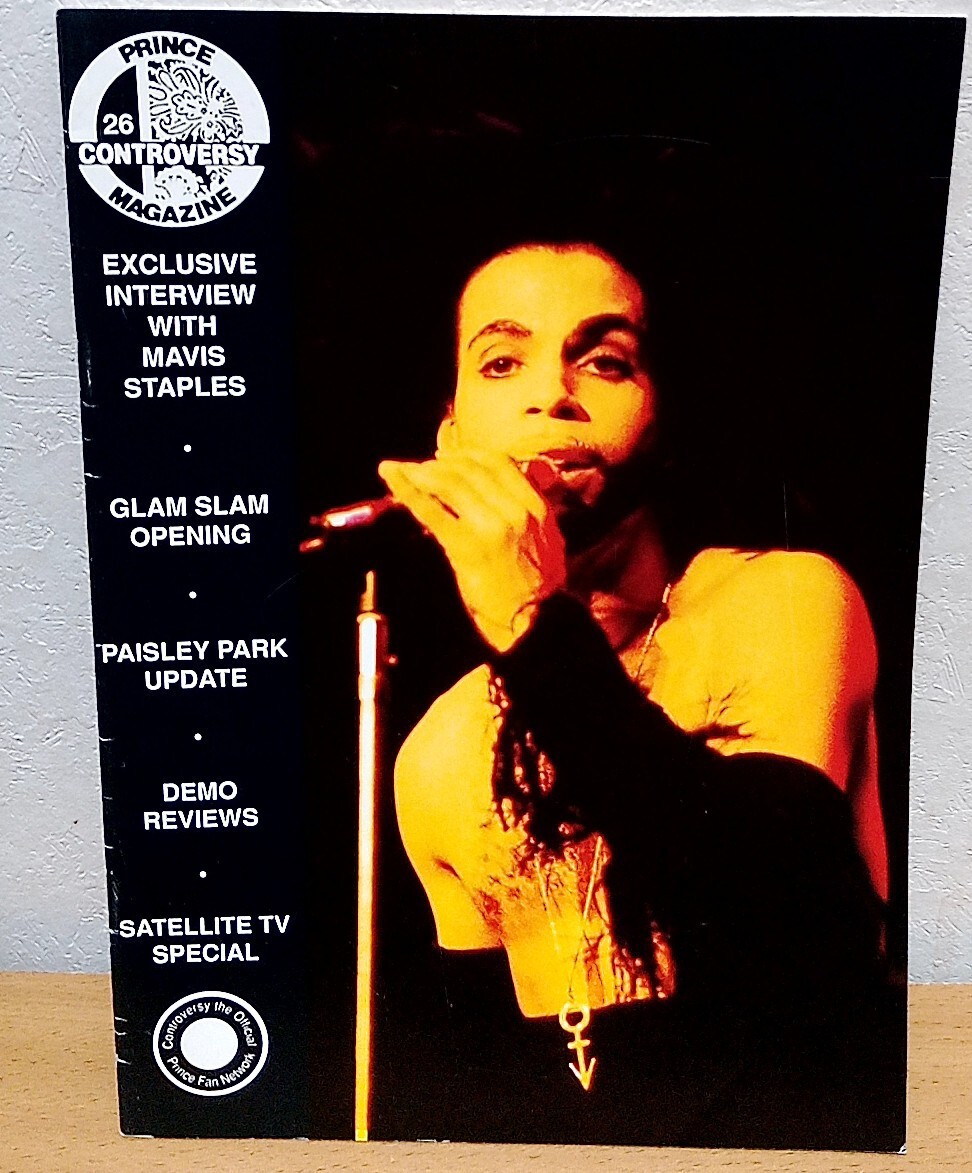 PRINCE
26
CONTROVERSY
MAGAZINE
EXCLUSIVE
INTERVIEW
WITH
MAVIS
STAPLES
•
GLAM SLAM
OPENING
•
PAISLEY PARK
UPDATE
•
DEMO
REVIEWS
•
SATELLITE TV
SPECIAL
Controversy the Official
Prince Fan Network